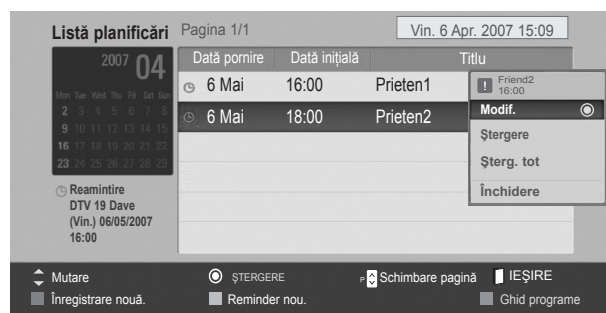 Listă planificări
Pagina 1/1
Vin. 6 Apr. 2007 15:09
2007 04
Mon Tue Wed Thu Fri Sat Sun
2 3 4 5 6 7 8
9 10 11 12 13 14 15
16 17 18 19 20 21 22
23 24 25 26 27 28 29
Reamintire
DTV 19 Dave
(Vin.) 06/05/2007
16:00
Dată pornire Dată inițială Titlu
6 Mai 16:00 Prieten1
6 Mai 18:00 Prieten2
Friend2
16:00
Modif.
Ștergere
Șterg. tot
Închidere
Mutare ȘTERGERE P Schimbare pagină IEȘIRE
Înregistrare nouă. Reminder nou. Ghid programe